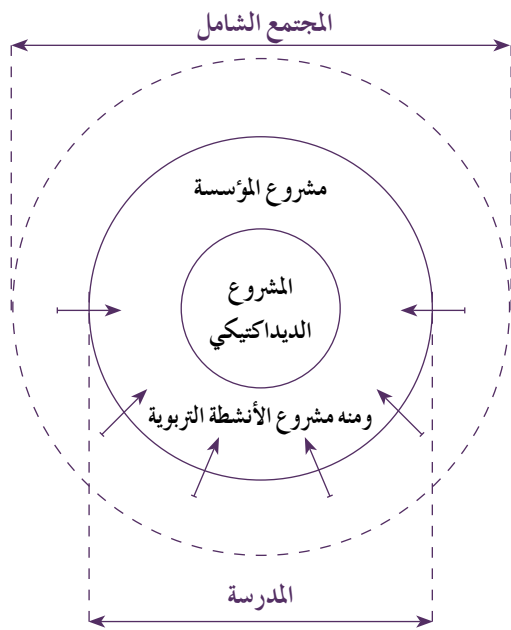 المجتمع الشامل
مشروع المؤسسة
المشروع
الديداكتيكي
ومنه مشروع الأنشطة التربوية
المدرسة